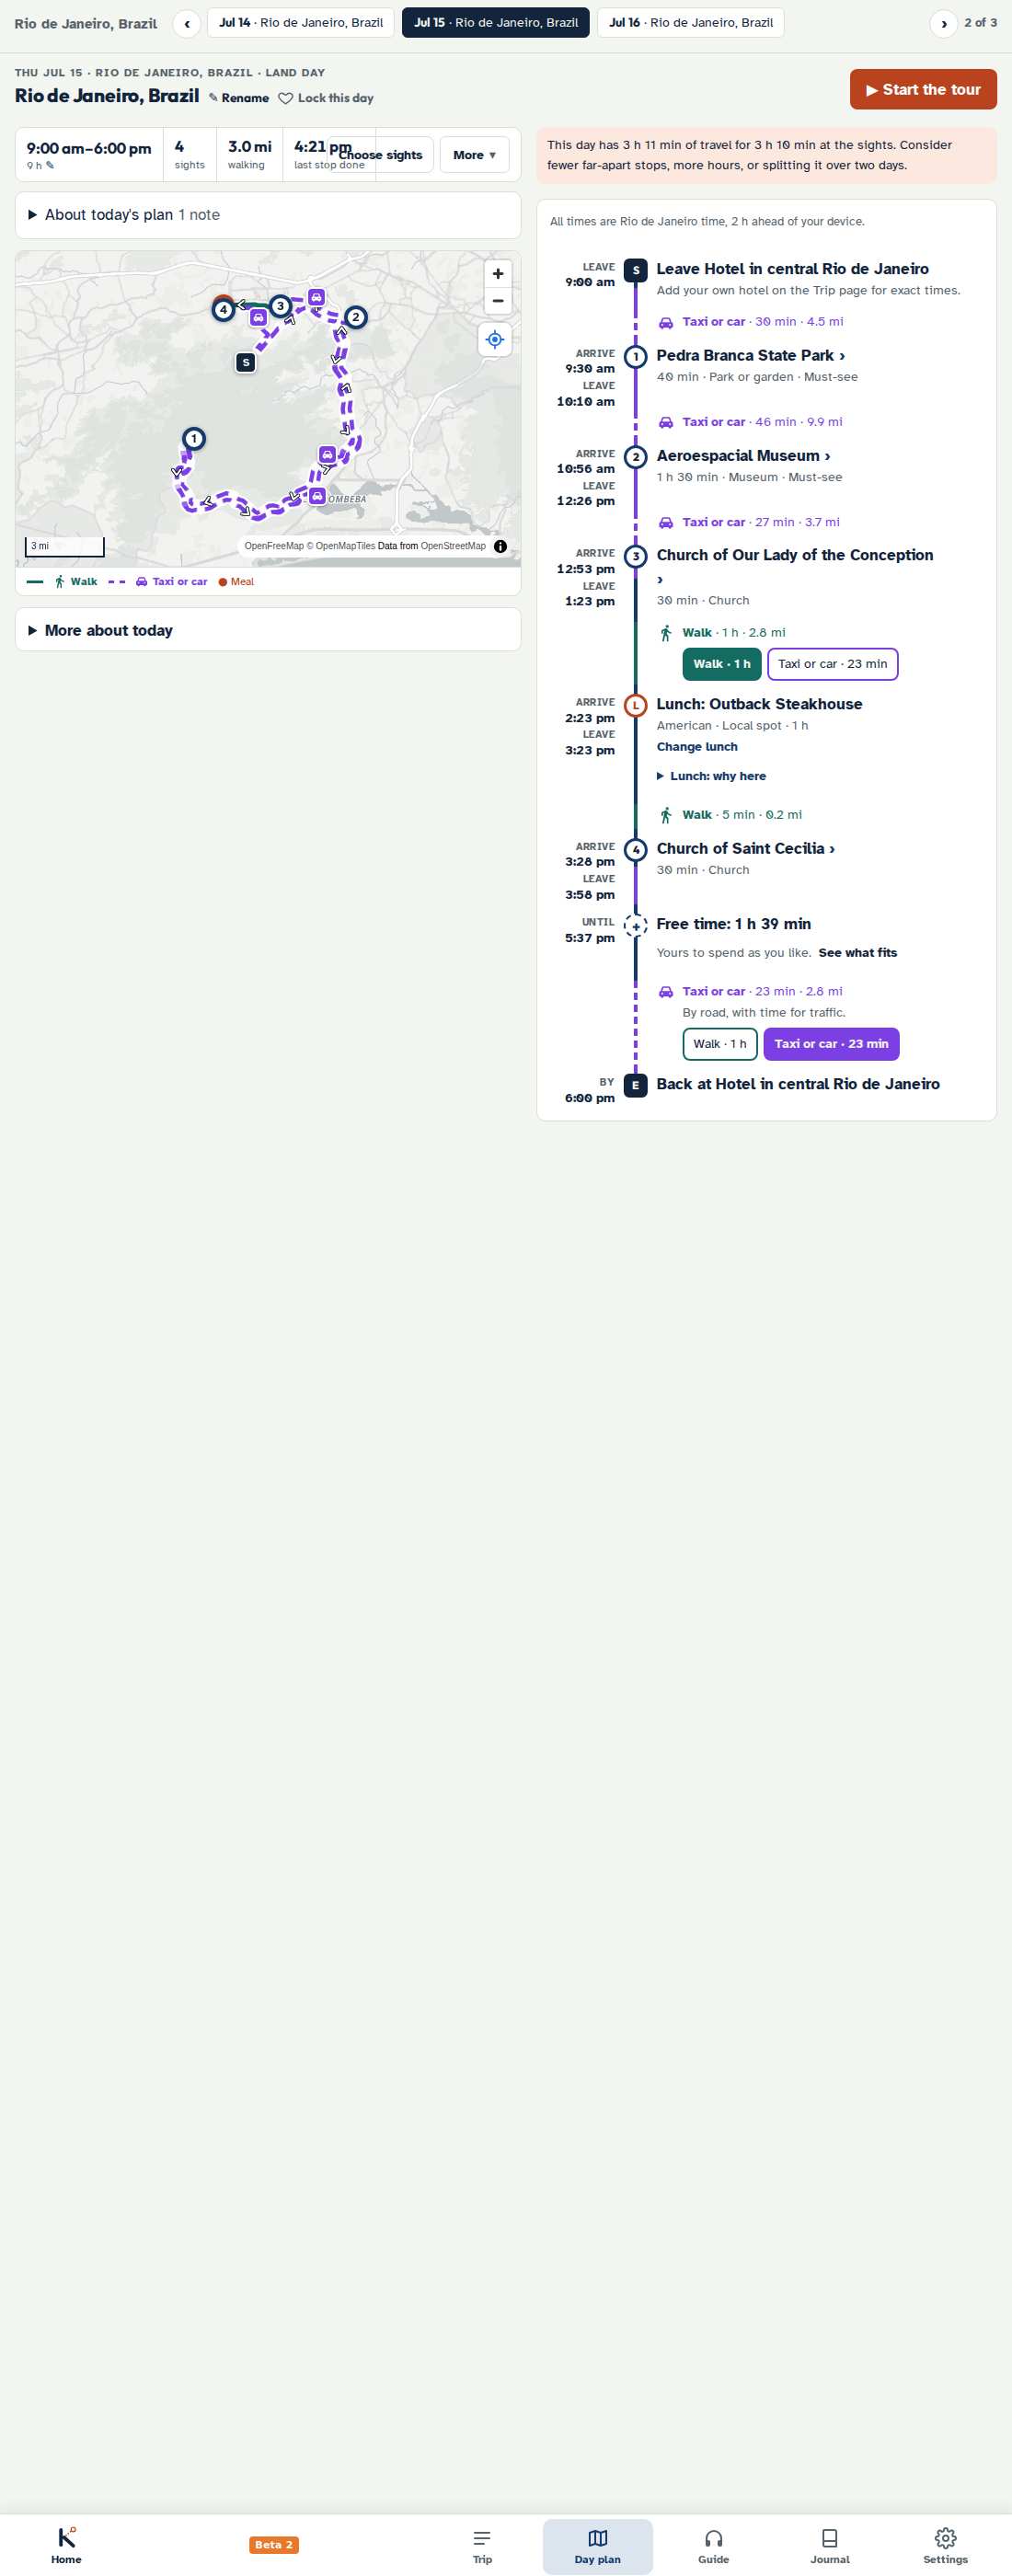 Rio de Janeiro, Brazil
‹
Jul 14 · Rio de Janeiro, Brazil
Jul 15 · Rio de Janeiro, Brazil
Jul 16 · Rio de Janeiro, Brazil
›
2 of 3
THU JUL 15 · RIO DE JANEIRO, BRAZIL · LAND DAY
Rio de Janeiro, Brazil
✎ Rename
Lock this day
▶ Start the tour
9:00 am–6:00 pm
9 h ✎
4
sights
3.0 mi
walking
4:21 pm
last stop done
Choose sights
More ▼
▶ About today's plan 1 note
4
3
2
S
1
OMBEBA
+
−
3 mi
OpenFreeMap © OpenMapTiles Data from OpenStreetMap
Walk
Taxi or car
Meal
▶ More about today
This day has 3 h 11 min of travel for 3 h 10 min at the sights. Consider
fewer far-apart stops, more hours, or splitting it over two days.
All times are Rio de Janeiro time, 2 h ahead of your device.
LEAVE
9:00 am
S
Leave Hotel in central Rio de Janeiro
Add your own hotel on the Trip page for exact times.
Taxi or car · 30 min · 4.5 mi
ARRIVE
9:30 am
LEAVE
10:10 am
1
Pedra Branca State Park ›
40 min · Park or garden · Must-see
Taxi or car · 46 min · 9.9 mi
ARRIVE
10:56 am
LEAVE
12:26 pm
2
Aeroespacial Museum ›
1 h 30 min · Museum · Must-see
Taxi or car · 27 min · 3.7 mi
ARRIVE
12:53 pm
LEAVE
1:23 pm
3
Church of Our Lady of the Conception
›
30 min · Church
Walk · 1 h · 2.8 mi
Walk · 1 h
Taxi or car · 23 min
ARRIVE
2:23 pm
LEAVE
3:23 pm
L
Lunch: Outback Steakhouse
American · Local spot · 1 h
Change lunch
▶ Lunch: why here
Walk · 5 min · 0.2 mi
ARRIVE
3:28 pm
LEAVE
3:58 pm
4
Church of Saint Cecilia ›
30 min · Church
UNTIL
5:37 pm
+
Free time: 1 h 39 min
Yours to spend as you like. See what fits
Taxi or car · 23 min · 2.8 mi
By road, with time for traffic.
Walk · 1 h
Taxi or car · 23 min
BY
6:00 pm
E
Back at Hotel in central Rio de Janeiro
Home
Beta 2
Trip
Day plan
Guide
Journal
Settings